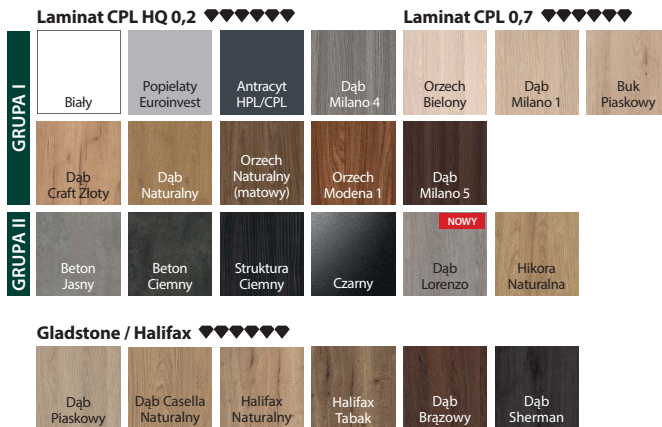 Laminat CPL HQ 0,2
Laminat CPL 0,7
GRUPA I
Biały
Popielaty
Euroinvest
Antracyt
HPL/CPL
Dąb
Milano 4
Orzech
Bielony
Dąb
Milano 1
Buk
Piaskowy
Dąb
Craft Złoty
Dąb
Naturalny
Orzech
Naturalny
(matowy)
Orzech
Modena 1
Dąb
Milano 5
GRUPA II
Beton
Jasny
Beton
Ciemny
Struktura
Ciemny
Czarny
NOWY
Dąb
Lorenzo
Hikora
Naturalna
Gladstone / Halifax
Dąb
Piaskowy
Dąb Casella
Naturalny
Halifax
Naturalny
Halifax
Tabak
Dąb
Brązowy
Dąb
Sherman